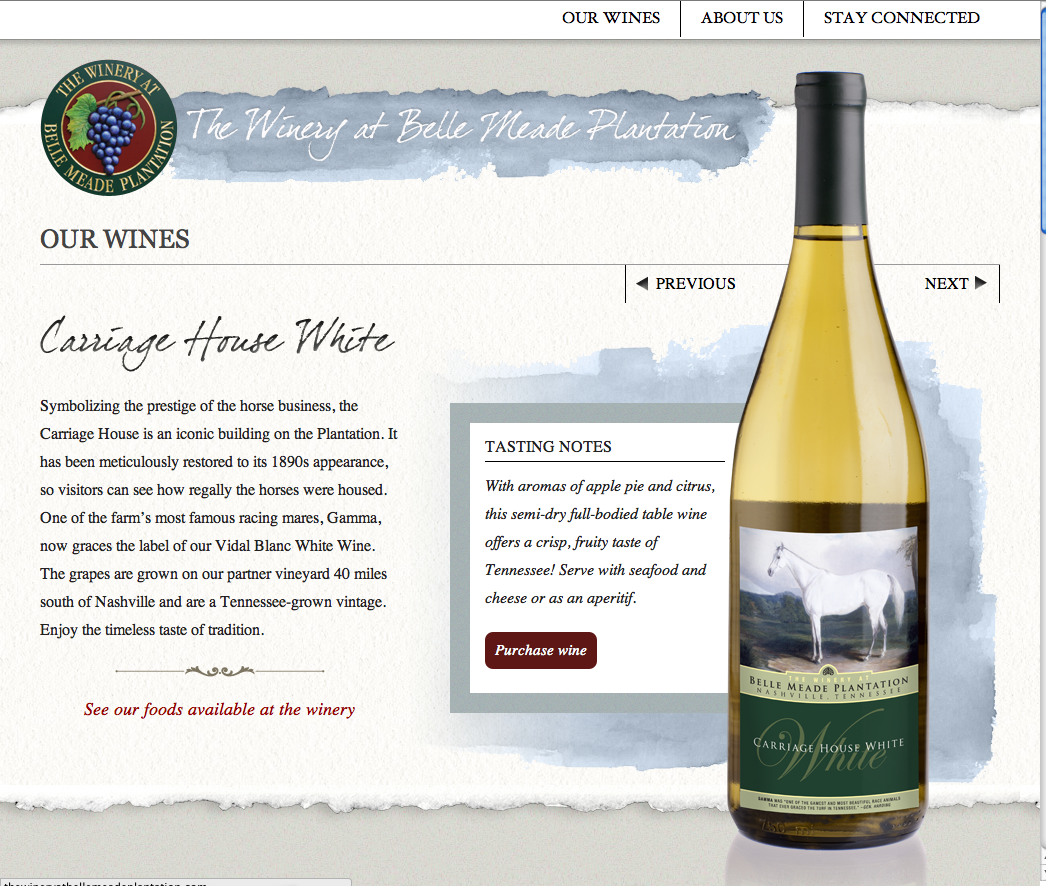 OUR WINES
ABOUT US
STAY CONNECTED
THE WINERY AT
BELLE MEADE PLANTATION
The Winery at Belle Meade Plantation
OUR WINES
PREVIOUS
NEXT
Carriage House White
Symbolizing the prestige of the horse business, the
Carriage House is an iconic building on the Plantation. It
has been meticulously restored to its 1890s appearance,
so visitors can see how regally the horses were housed.
One of the farm’s most famous racing mares, Gamma,
now graces the label of our Vidal Blanc White Wine.
The grapes are grown on our partner vineyard 40 miles
south of Nashville and are a Tennessee-grown vintage.
Enjoy the timeless taste of tradition.
See our foods available at the winery
TASTING NOTES
With aromas of apple pie and citrus,
this semi-dry full-bodied table wine
offers a crisp, fruity taste of
Tennessee! Serve with seafood and
cheese or as an aperitif.
Purchase wine
THE WINERY AT
BELLE MEADE PLANTATION
NASHVILLE, TENNESSEE
White
CARRIAGE HOUSE WHITE
GAMMA WAS "ONE OF THE GAMEST AND MOST BEAUTIFUL RACE ANIMALS
THAT EVER GRACED THE TURF IN TENNESSEE." –GEN. HARDING
750 ml